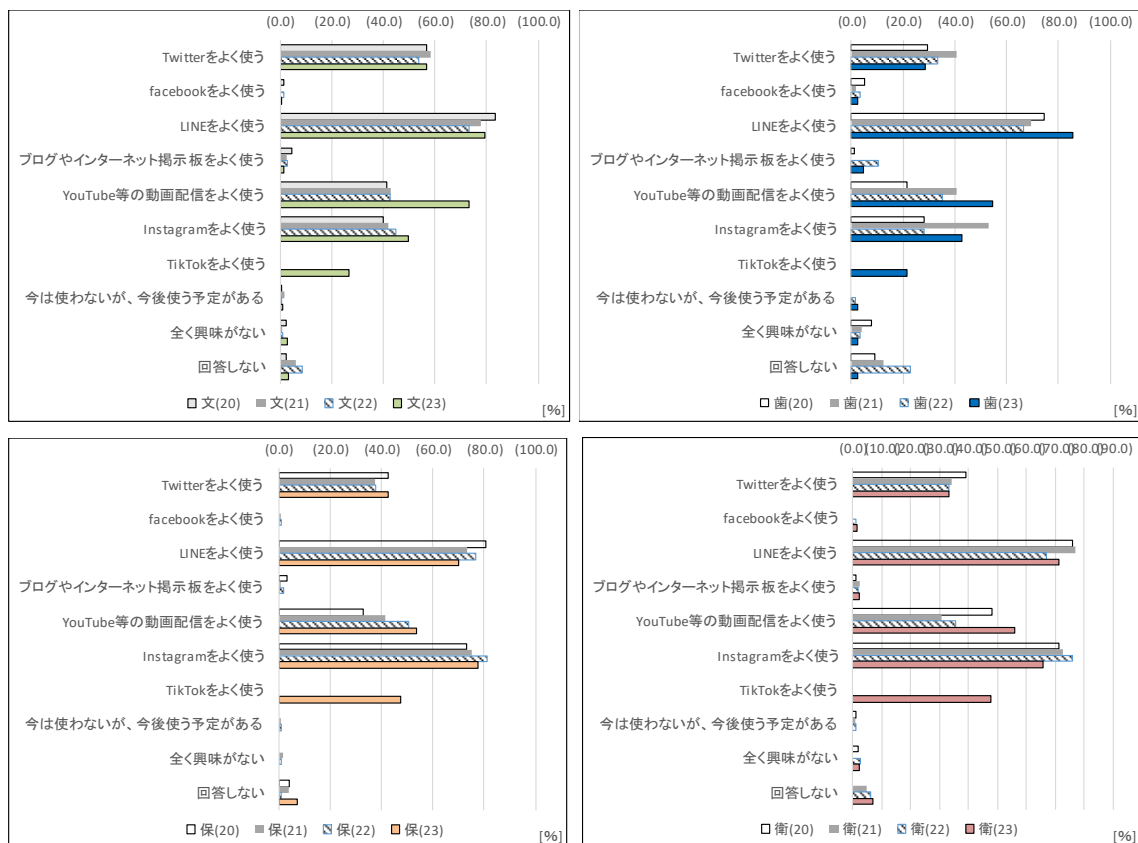 (0.0) (20.0) (40.0) (60.0) (80.0) (100.0)
Twitterをよく使う
facebookをよく使う
LINEをよく使う
ブログやインターネット掲示板をよく使う
YouTube等の動画配信をよく使う
Instagramをよく使う
TikTokをよく使う
今は使わないが、今後使う予定がある
全く興味がない
回答しない
文(20) 文(21) 文(22) 文(23)
[%]
(0.0) (20.0) (40.0) (60.0) (80.0) (100.0)
Twitterをよく使う
facebookをよく使う
LINEをよく使う
ブログやインターネット掲示板をよく使う
YouTube等の動画配信をよく使う
Instagramをよく使う
TikTokをよく使う
今は使わないが、今後使う予定がある
全く興味がない
回答しない
歯(20) 歯(21) 歯(22) 歯(23)
[%]
(0.0) (20.0) (40.0) (60.0) (80.0) (100.0)
Twitterをよく使う
facebookをよく使う
LINEをよく使う
ブログやインターネット掲示板をよく使う
YouTube等の動画配信をよく使う
Instagramをよく使う
TikTokをよく使う
今は使わないが、今後使う予定がある
全く興味がない
回答しない
保(20) 保(21) 保(22) 保(23)
[%]
(0.0) (10.0) (20.0) (30.0) (40.0) (50.0) (60.0) (70.0) (80.0) (90.0)
Twitterをよく使う
facebookをよく使う
LINEをよく使う
ブログやインターネット掲示板をよく使う
YouTube等の動画配信をよく使う
Instagramをよく使う
TikTokをよく使う
今は使わないが、今後使う予定がある
全く興味がない
回答しない
衛(20) 衛(21) 衛(22) 衛(23)
[%]